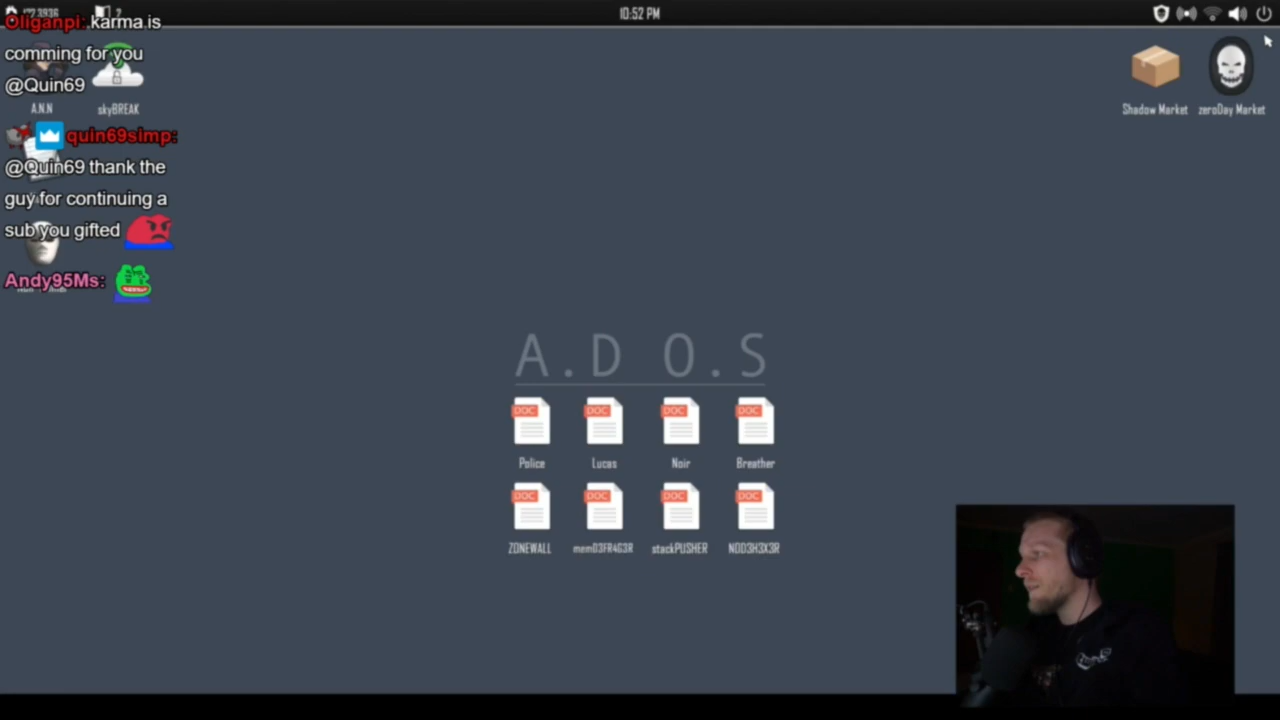 10:52 PM
Oliganpi: karma is
comming for you
@Quin69
A.N.N
skyBREAK
Shadow Market
zeroDay Market
quin69simp:
@Quin69 thank the
guy for continuing a
sub you gifted
Andy95Ms:
A.D O.S
DOC
DOC
DOC
DOC
Police
Lucas
Noir
Breather
DOC
DOC
DOC
DOC
ZONEWALL
memD3FR4G3R
stackPUSHER
N0D3H3X3R